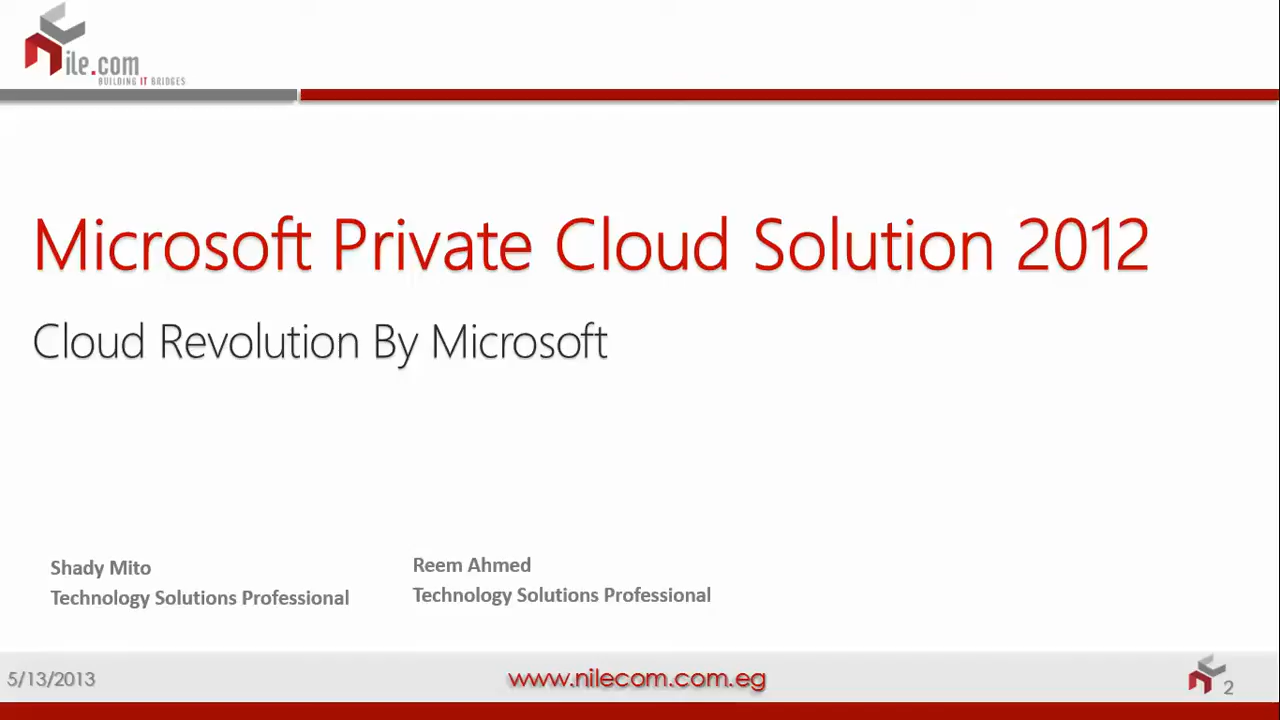 ile.com
BUILDING IT BRIDGES
Microsoft Private Cloud Solution 2012
Cloud Revolution By Microsoft
Shady Mito
Technology Solutions Professional
Reem Ahmed
Technology Solutions Professional
5/13/2013
www.nilecom.com.eg
2